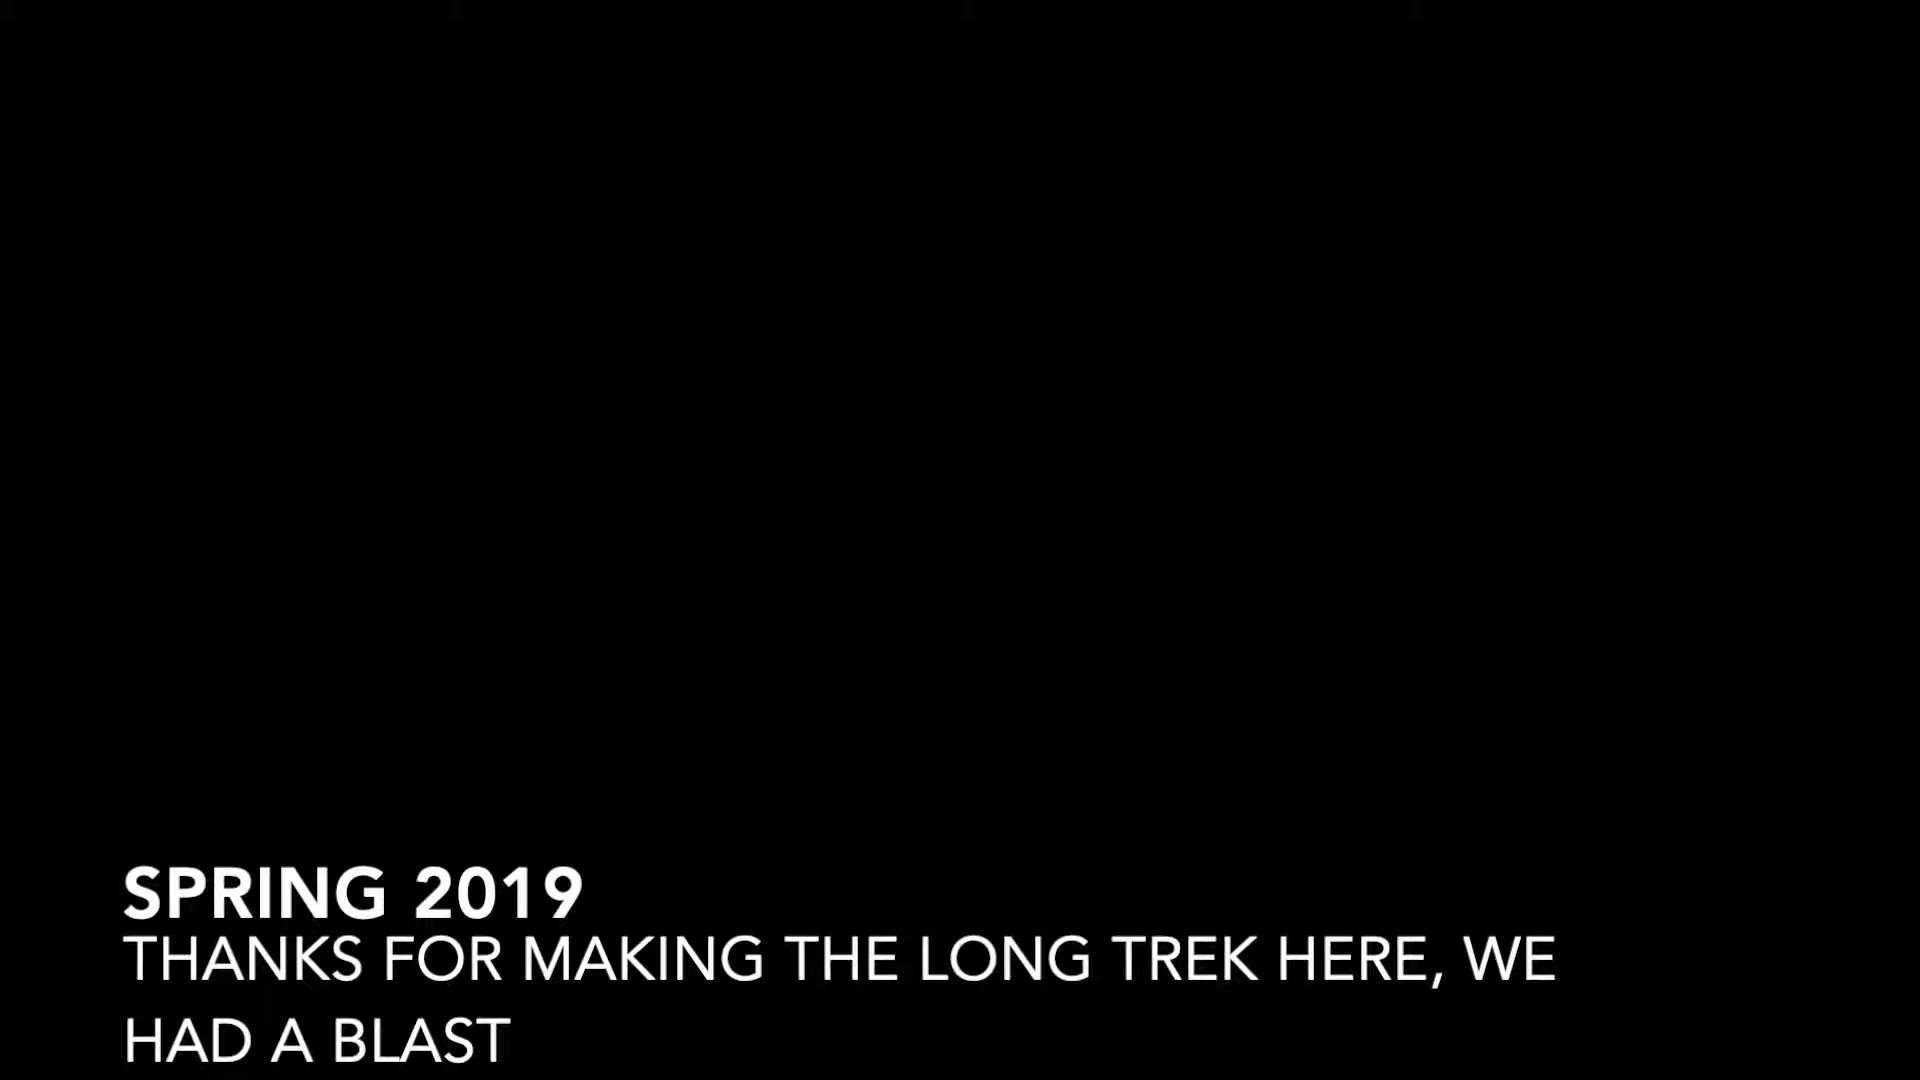 SPRING 2019
THANKS FOR MAKING THE LONG TREK HERE, WE
HAD A BLAST